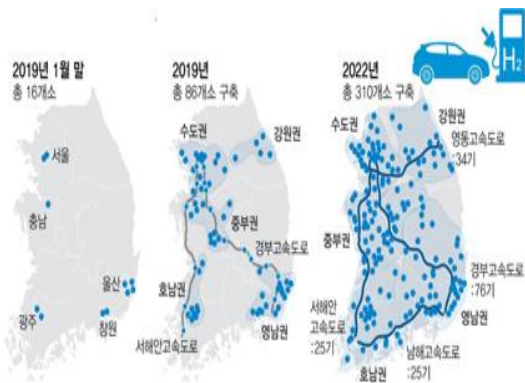 H₂
2019년 1월 말
총 16개소
서울
충남
광주
울산
창원
2019년
총 86개소 구축
수도권
강원권
중부권
경부고속도로
호남권
서해안고속도로
영남권
2022년
총 310개소 구축
수도권
강원권
영동고속도로
:34기
중부권
경부고속도로
:76기
영남권
서해안
고속도로
:25기
남해고속도로
:25기
호남권